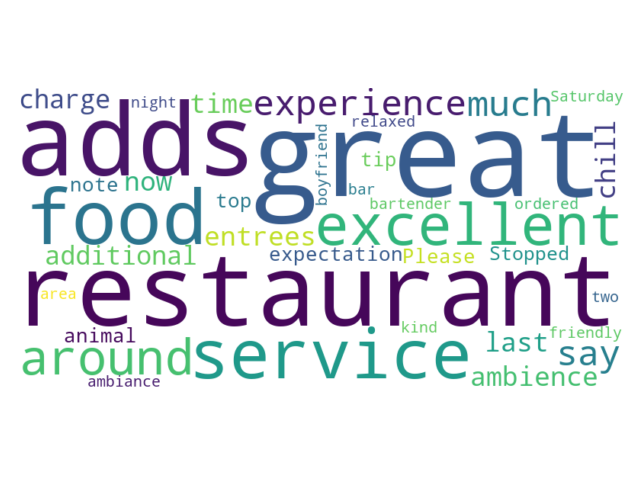 charge night time experience much Saturday
adds great relaxed chill
boyfriend tip
note now top bar
food bartender ordered
entrees excellent
additional expectation Please Stopped
restaurant
area two
animal kind friendly
around service last say
ambiance ambience